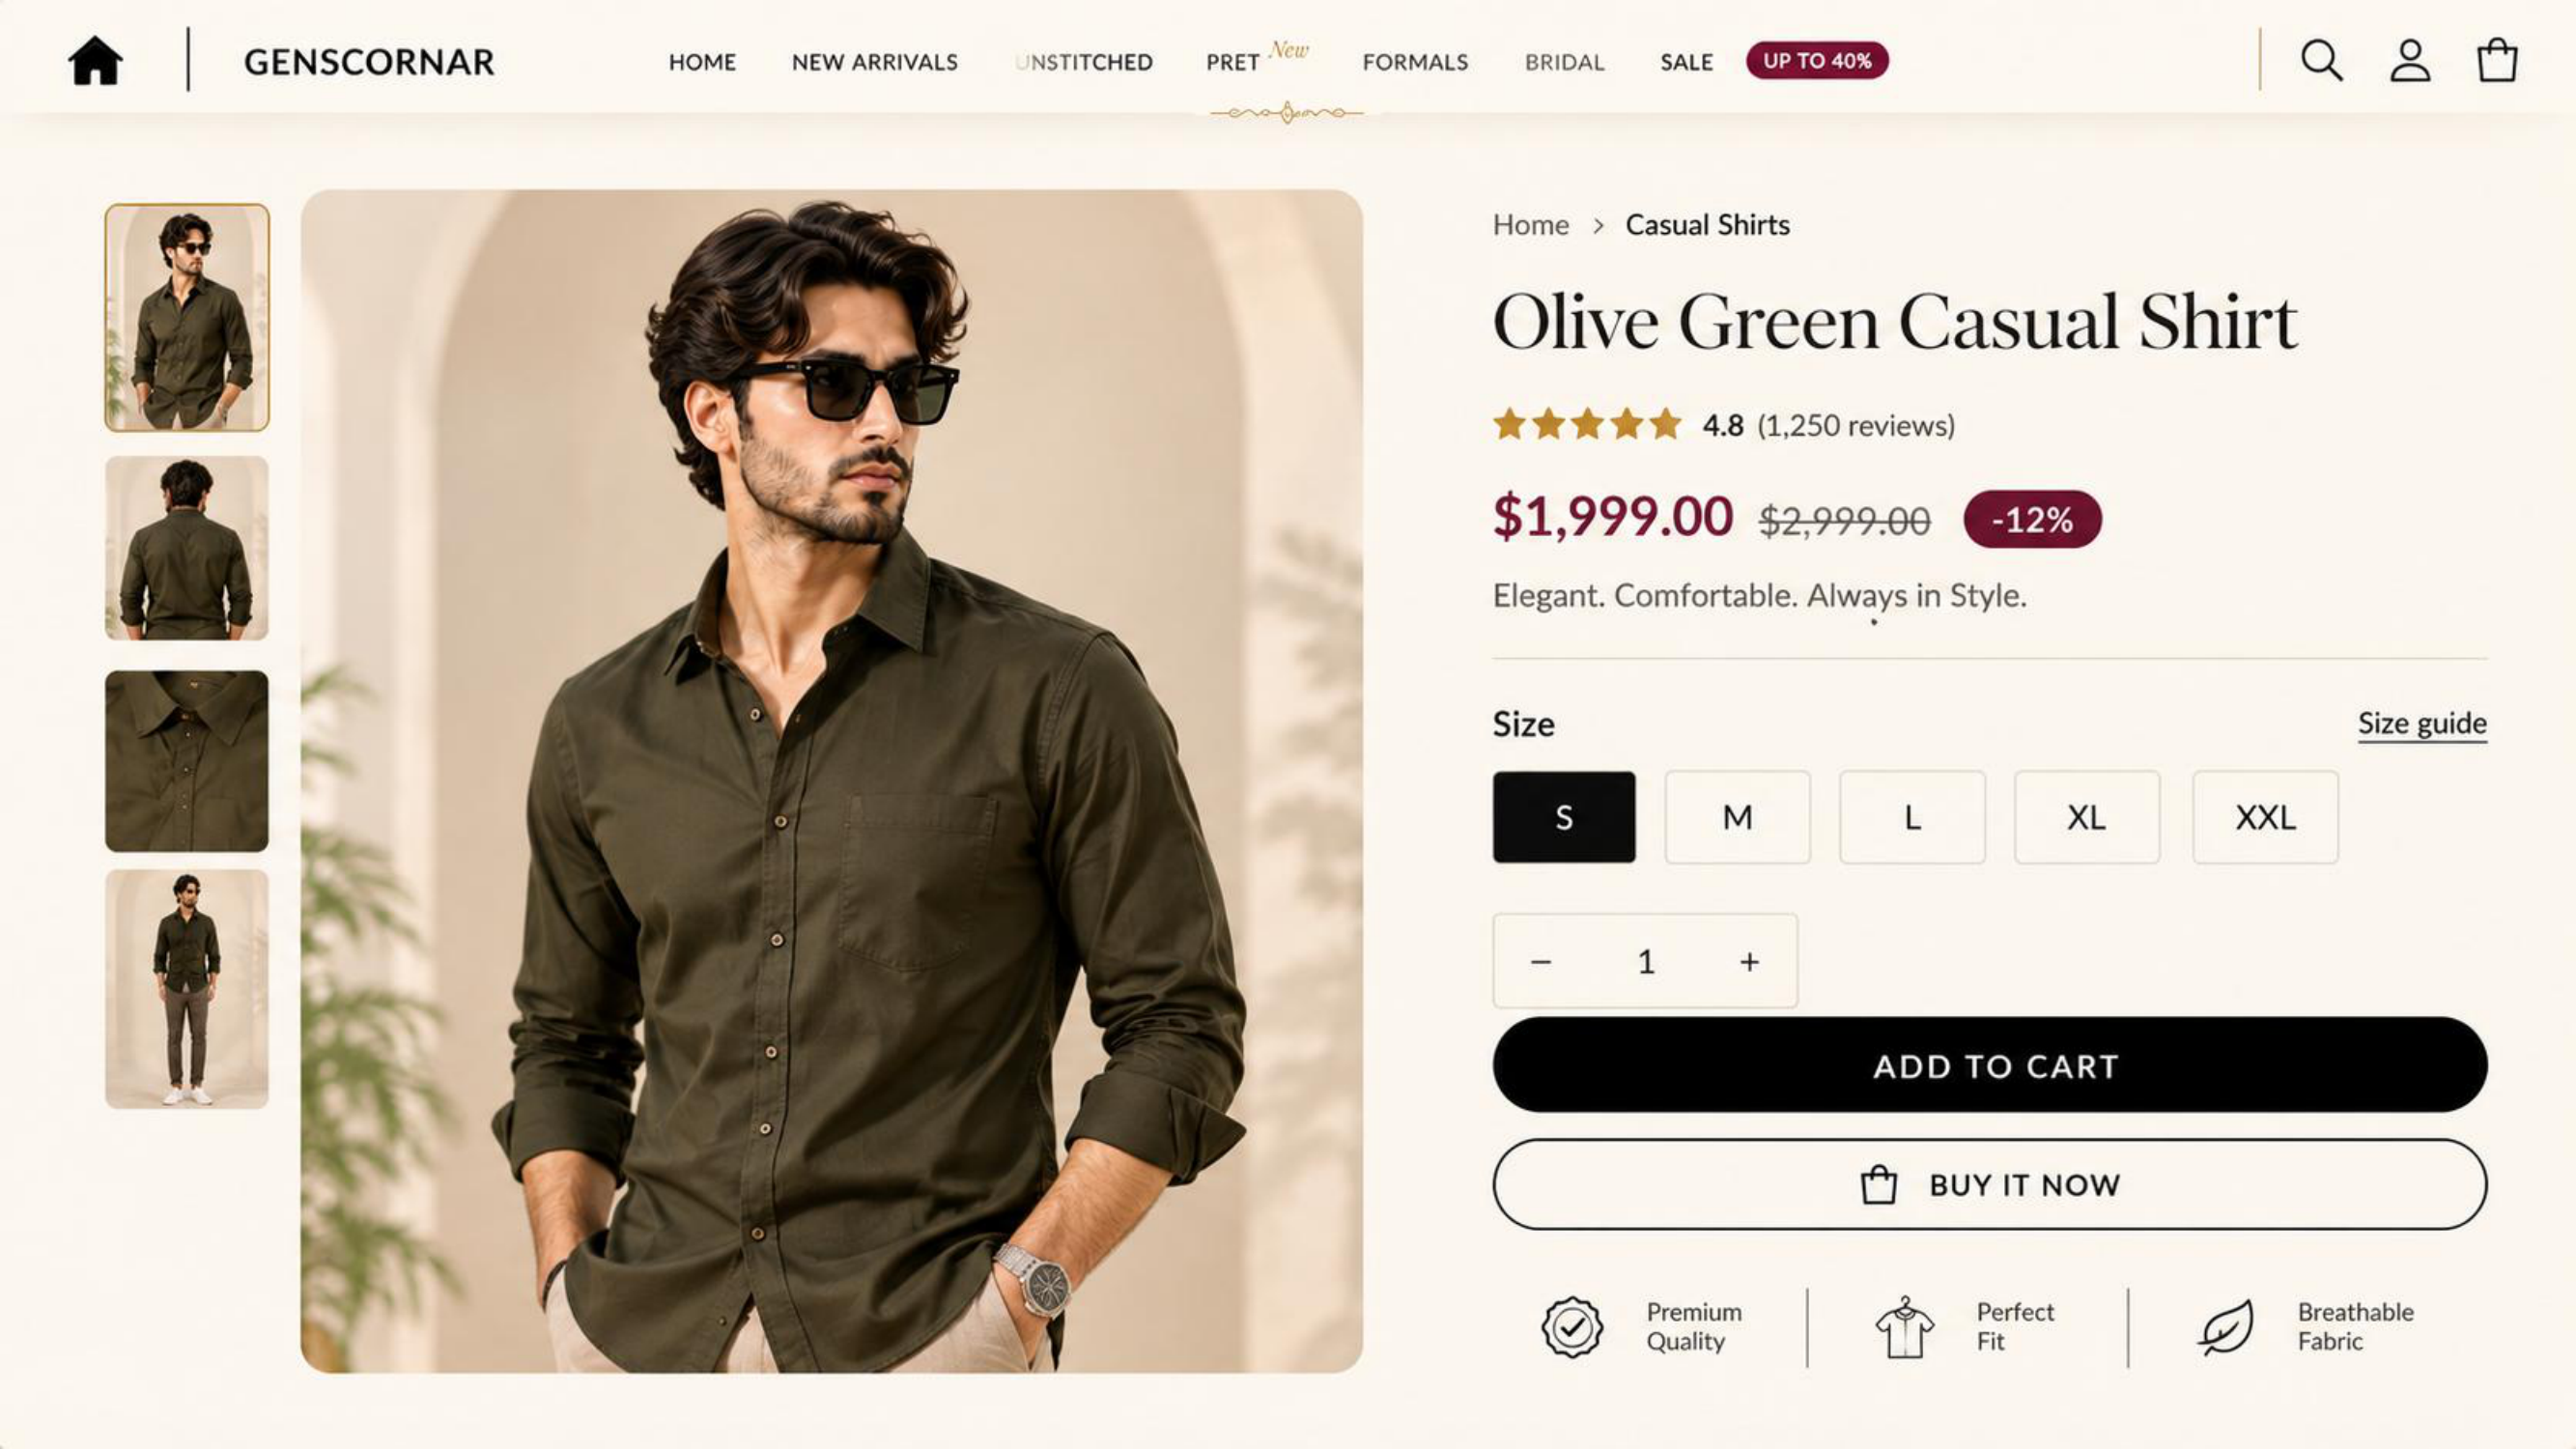 GENSCORNAR
HOME NEW ARRIVALS UNSTITCHED PRET New FORMALS BRIDAL SALE UP TO 40%
Home > Casual Shirts
Olive Green Casual Shirt
4.8 (1,250 reviews)
$1,999.00 $2,999.00 -12%
Elegant. Comfortable. Always in Style.
Size Size guide
S M L XL XXL
− 1 +
ADD TO CART
BUY IT NOW
Premium Quality
Perfect Fit
Breathable Fabric